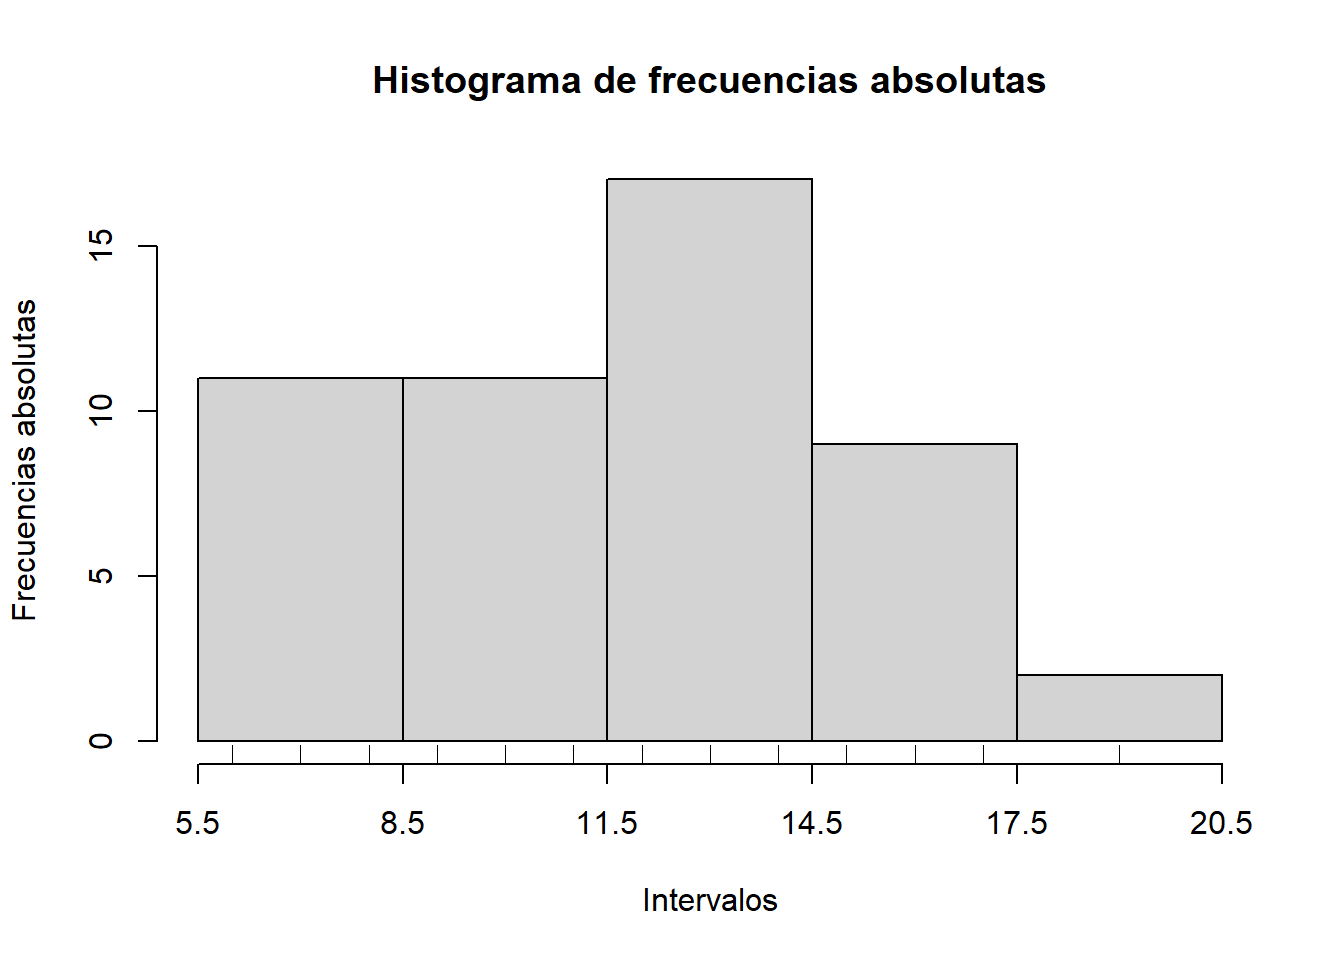 Histograma de frecuencias absolutas
Frecuencias absolutas
15
10
5
0
5.5 8.5 11.5 14.5 17.5 20.5
Intervalos